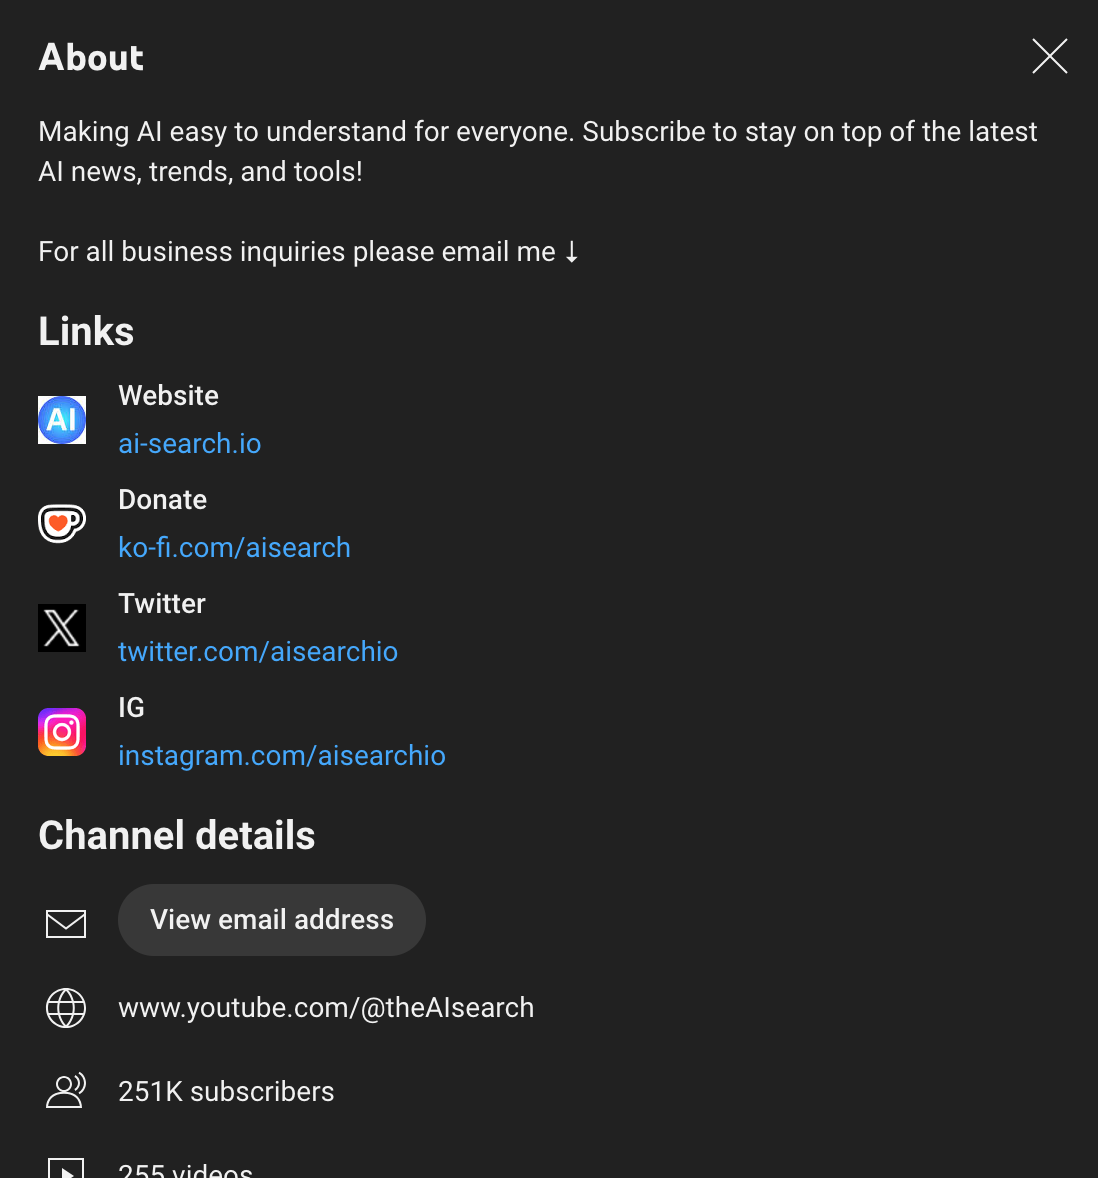 About
Making AI easy to understand for everyone. Subscribe to stay on top of the latest
AI news, trends, and tools!
For all business inquiries please email me ↓
Links
AI
Website
ai-search.io
Donate
ko-fi.com/aisearch
Twitter
twitter.com/aisearchio
IG
instagram.com/aisearchio
Channel details
View email address
www.youtube.com/@theAIsearch
251K subscribers
255 videos